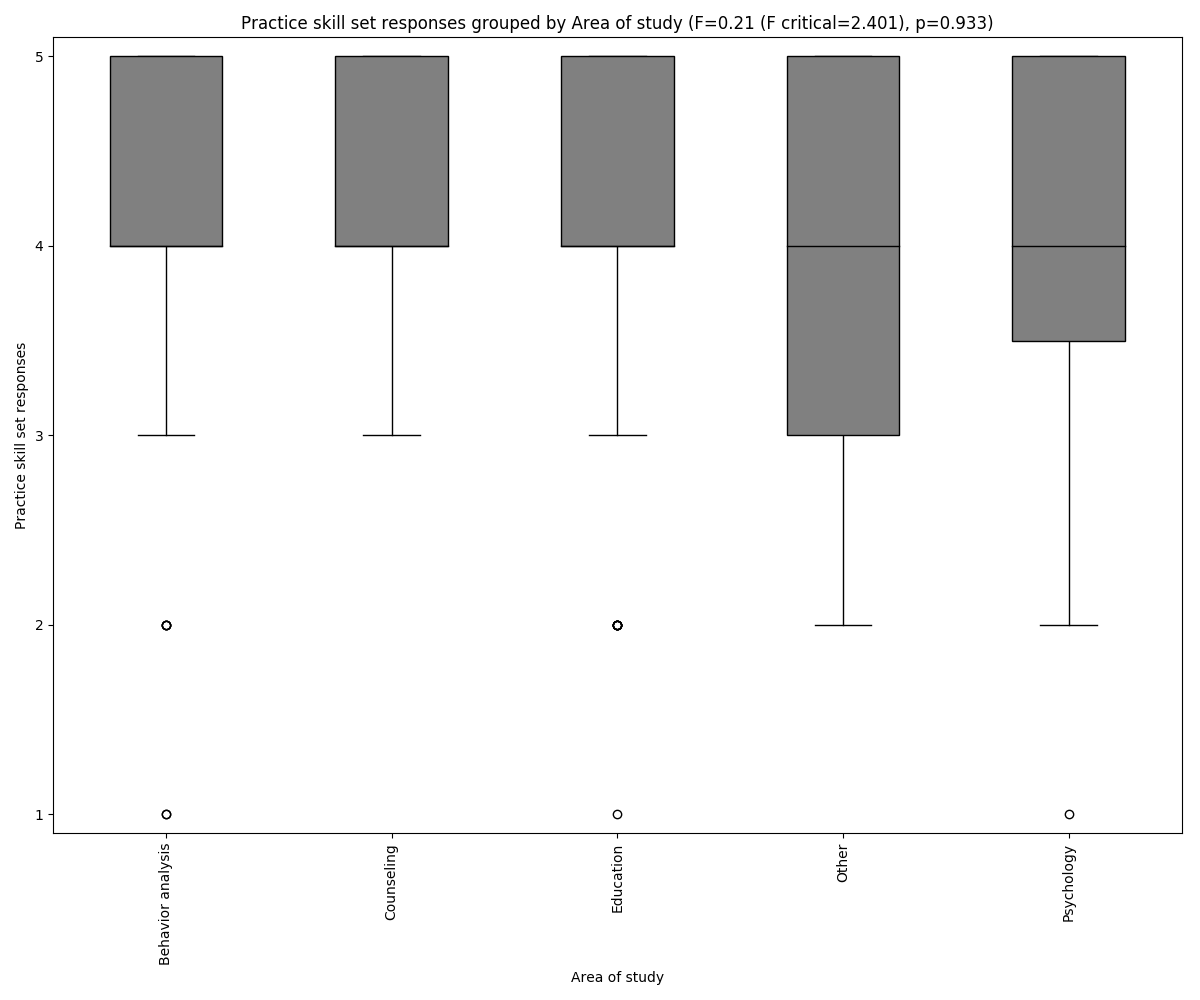 Practice skill set responses grouped by Area of study (F=0.21 (F critical=2.401), p=0.933)
5
4
3
2
1
Practice skill set responses
Behavior analysis
Counseling
Education
Other
Psychology
Area of study